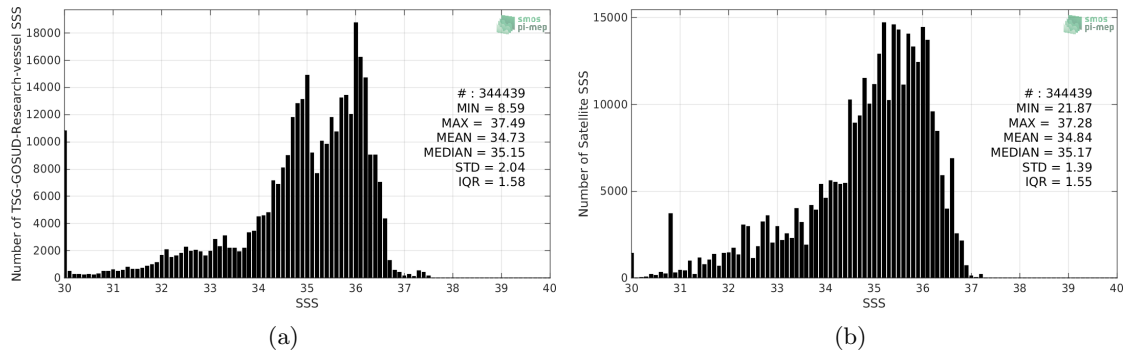 Number of TSG-GOSUD-Research-vessel SSS
18000
16000
14000
12000
10000
8000
6000
4000
2000
0
30 31 32 33 34 35 36 37 38 39 40
SSS
smos
pi-mep
# : 344439
MIN = 8.59
MAX = 37.49
MEAN = 34.73
MEDIAN = 35.15
STD = 2.04
IQR = 1.58
(a)
Number of Satellite SSS
15000
10000
5000
0
30 31 32 33 34 35 36 37 38 39 40
SSS
smos
pi-mep
# : 344439
MIN = 21.87
MAX = 37.28
MEAN = 34.84
MEDIAN = 35.17
STD = 1.39
IQR = 1.55
(b)